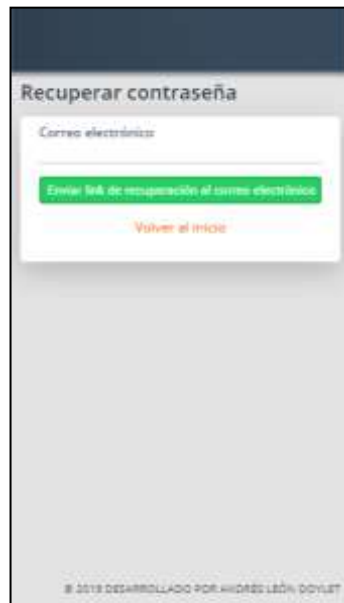 Recuperar contraseña
Correo electrónico
Enviar link de recuperación al correo electrónico
Volver al inicio
© 2019 DESARROLLADO POR ANDRÉS LEÓN DOYLET